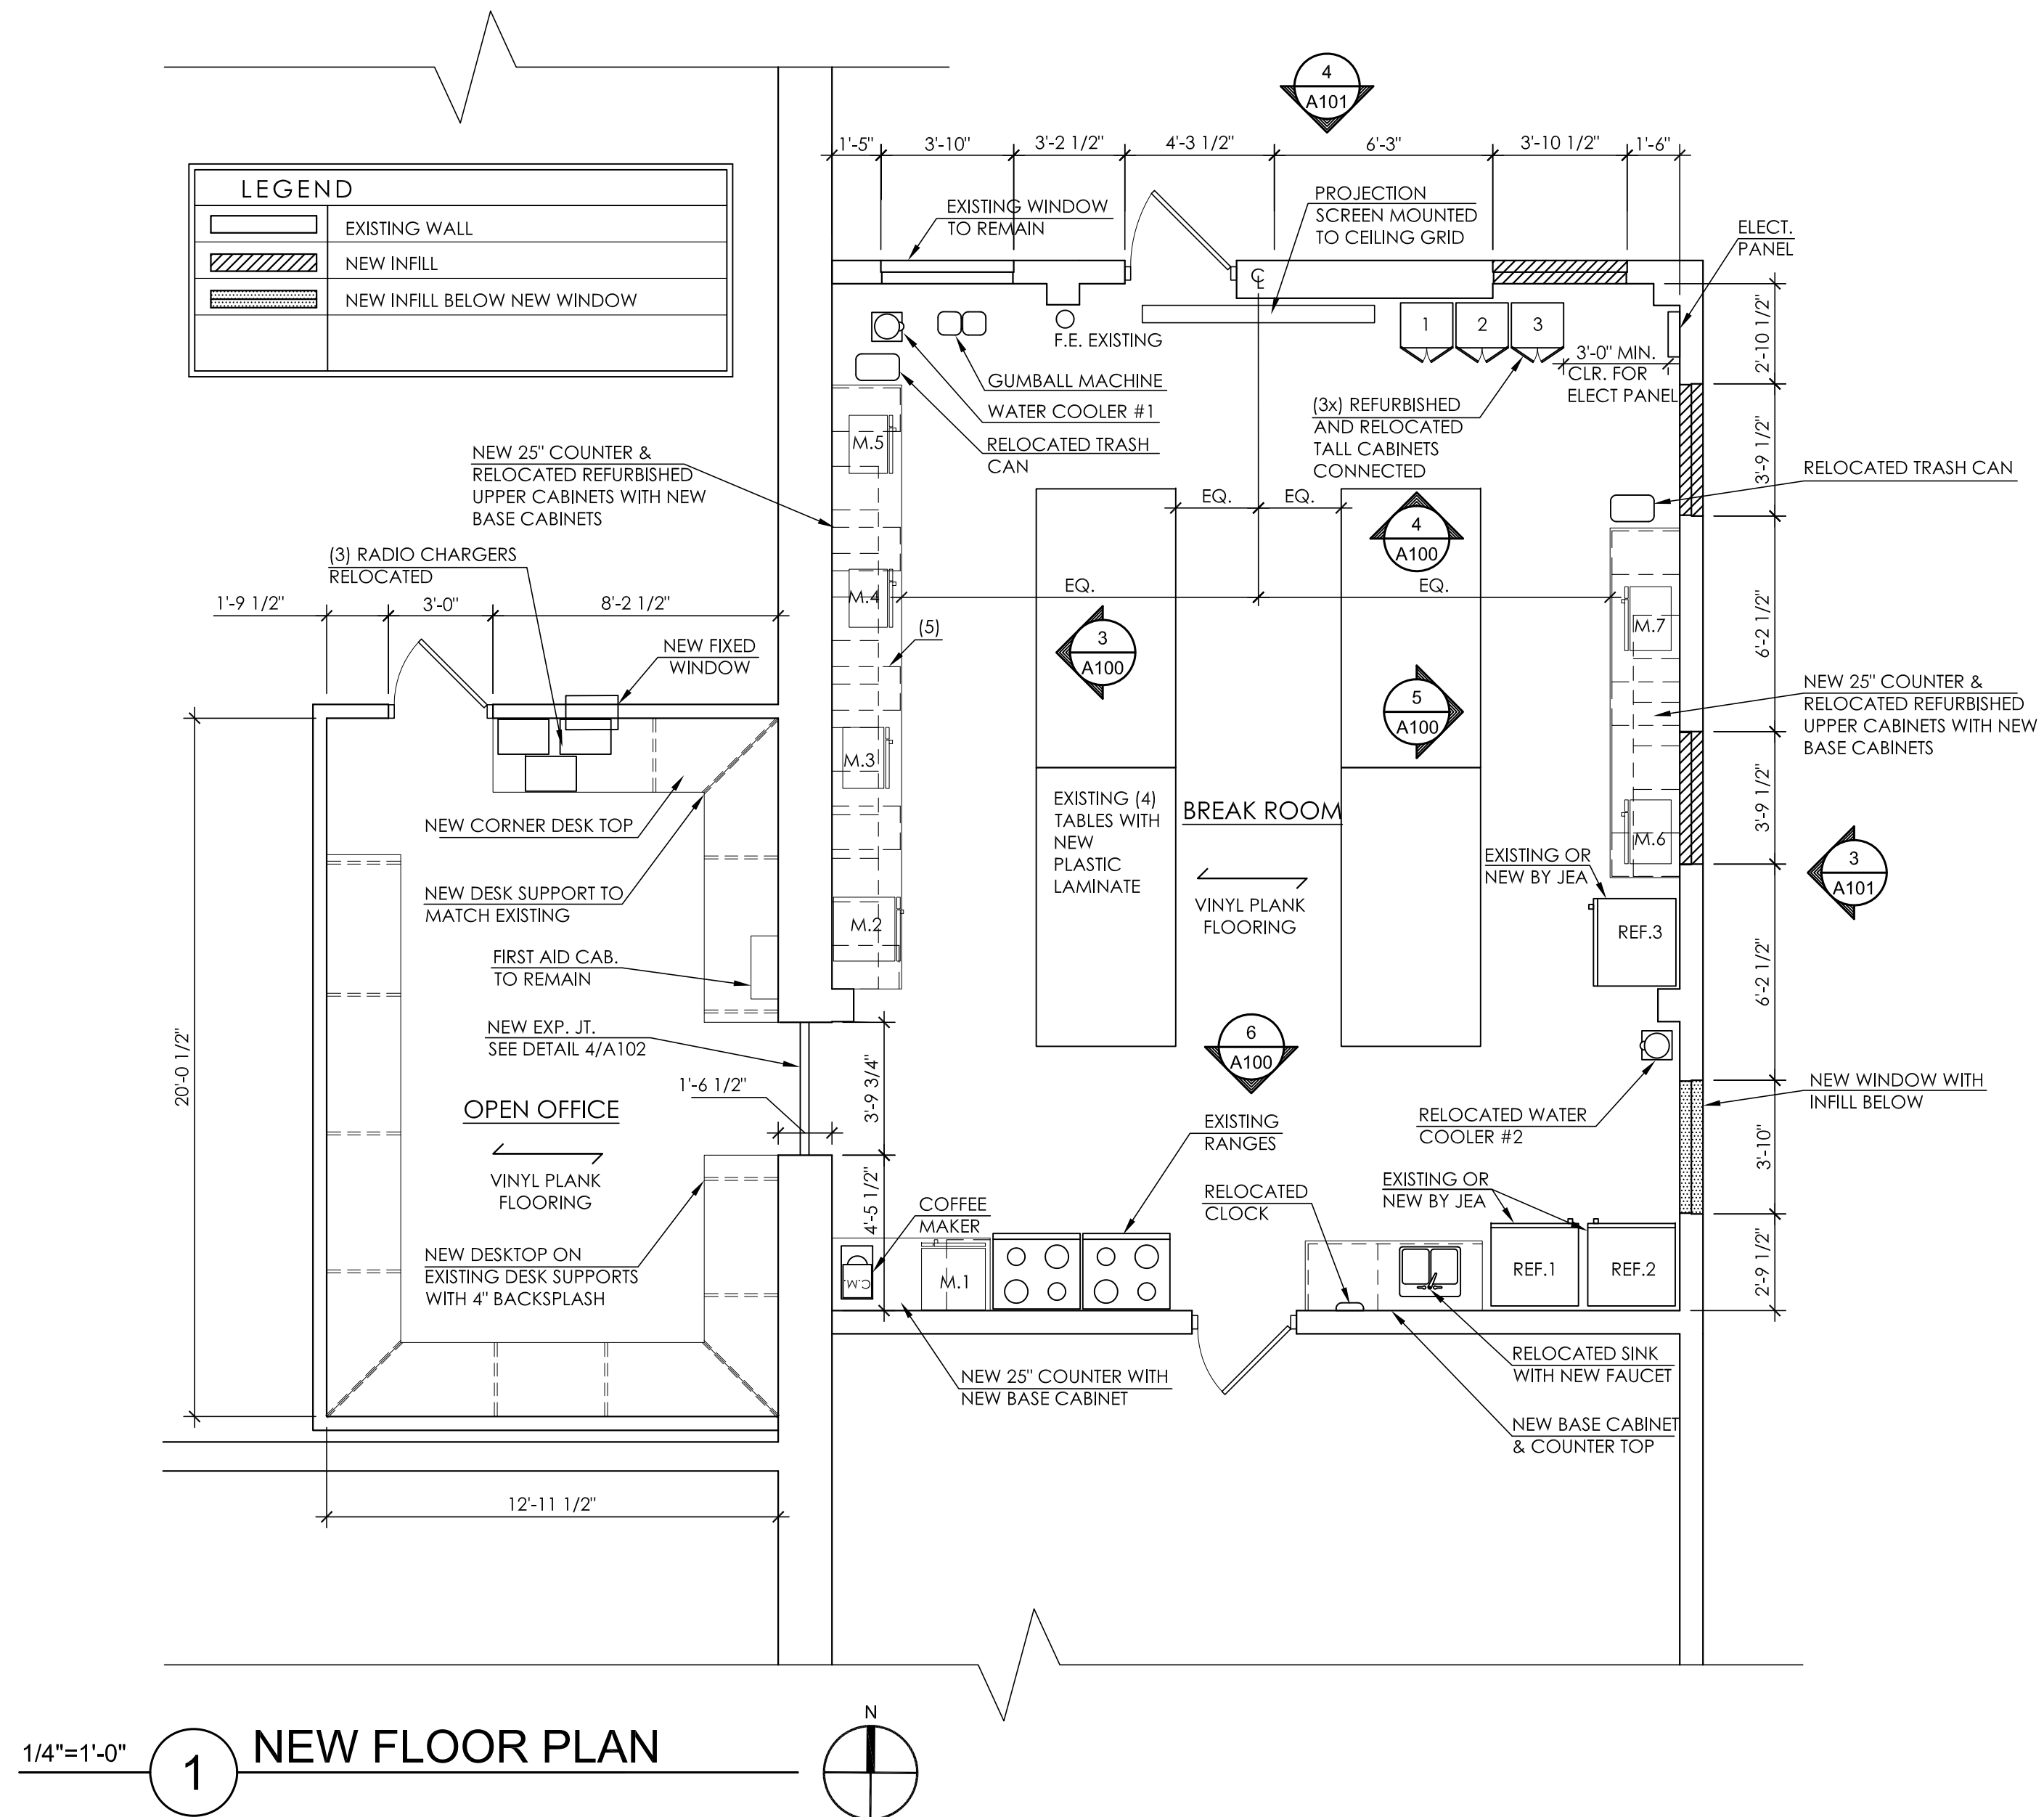 4
A101
1'-5"
3'-10"
3'-2 1/2"
4'-3 1/2"
6'-3"
3'-10 1/2"
1'-6"
LEGEND
EXISTING WALL
NEW INFILL
NEW INFILL BELOW NEW WINDOW
EXISTING WINDOW
TO REMAIN
PROJECTION
SCREEN MOUNTED
TO CEILING GRID
ELECT.
PANEL
CL
F.E. EXISTING
1
2
3
3'-0" MIN.
CLR. FOR
ELECT PANEL
2'-10 1/2"
GUMBALL MACHINE
WATER COOLER #1
RELOCATED TRASH
CAN
(3x) REFURBISHED
AND RELOCATED
TALL CABINETS
CONNECTED
M.5
NEW 25" COUNTER &
RELOCATED REFURBISHED
UPPER CABINETS WITH NEW
BASE CABINETS
3'-9 1/2"
RELOCATED TRASH CAN
EQ.
EQ.
4
A100
(3) RADIO CHARGERS
RELOCATED
1'-9 1/2"
3'-0"
8'-2 1/2"
M.4
EQ.
EQ.
(5)
3
A100
M.7
6'-2 1/2"
NEW FIXED
WINDOW
5
A100
NEW 25" COUNTER &
RELOCATED REFURBISHED
UPPER CABINETS WITH NEW
BASE CABINETS
M.3
NEW CORNER DESK TOP
EXISTING (4)
TABLES WITH
NEW
PLASTIC
LAMINATE
BREAK ROOM
3'-9 1/2"
M.6
EXISTING OR
NEW BY JEA
3
A101
NEW DESK SUPPORT TO
MATCH EXISTING
VINYL PLANK
FLOORING
M.2
REF.3
FIRST AID CAB.
TO REMAIN
6'-2 1/2"
NEW EXP. JT.
SEE DETAIL 4/A102
6
A100
20'-0 1/2"
1'-6 1/2"
3'-9 3/4"
NEW WINDOW WITH
INFILL BELOW
OPEN OFFICE
EXISTING
RANGES
RELOCATED WATER
COOLER #2
3'-10"
VINYL PLANK
FLOORING
4'-5 1/2"
COFFEE
MAKER
RELOCATED
CLOCK
EXISTING OR
NEW BY JEA
NEW DESKTOP ON
EXISTING DESK SUPPORTS
WITH 4" BACKSPLASH
C.M.
M.1
REF.1
REF.2
2'-9 1/2"
NEW 25" COUNTER WITH
NEW BASE CABINET
RELOCATED SINK
WITH NEW FAUCET
NEW BASE CABINET
& COUNTER TOP
12'-11 1/2"
1/4"=1'-0"
1
NEW FLOOR PLAN
N